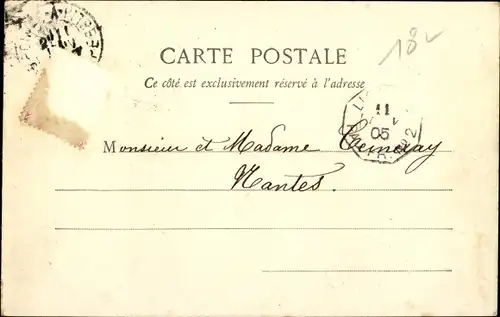 18
CARTE POSTALE
Ce côté est exclusivement réservé à l'adresse
11
05
Monsieur et Madame
Nantes.